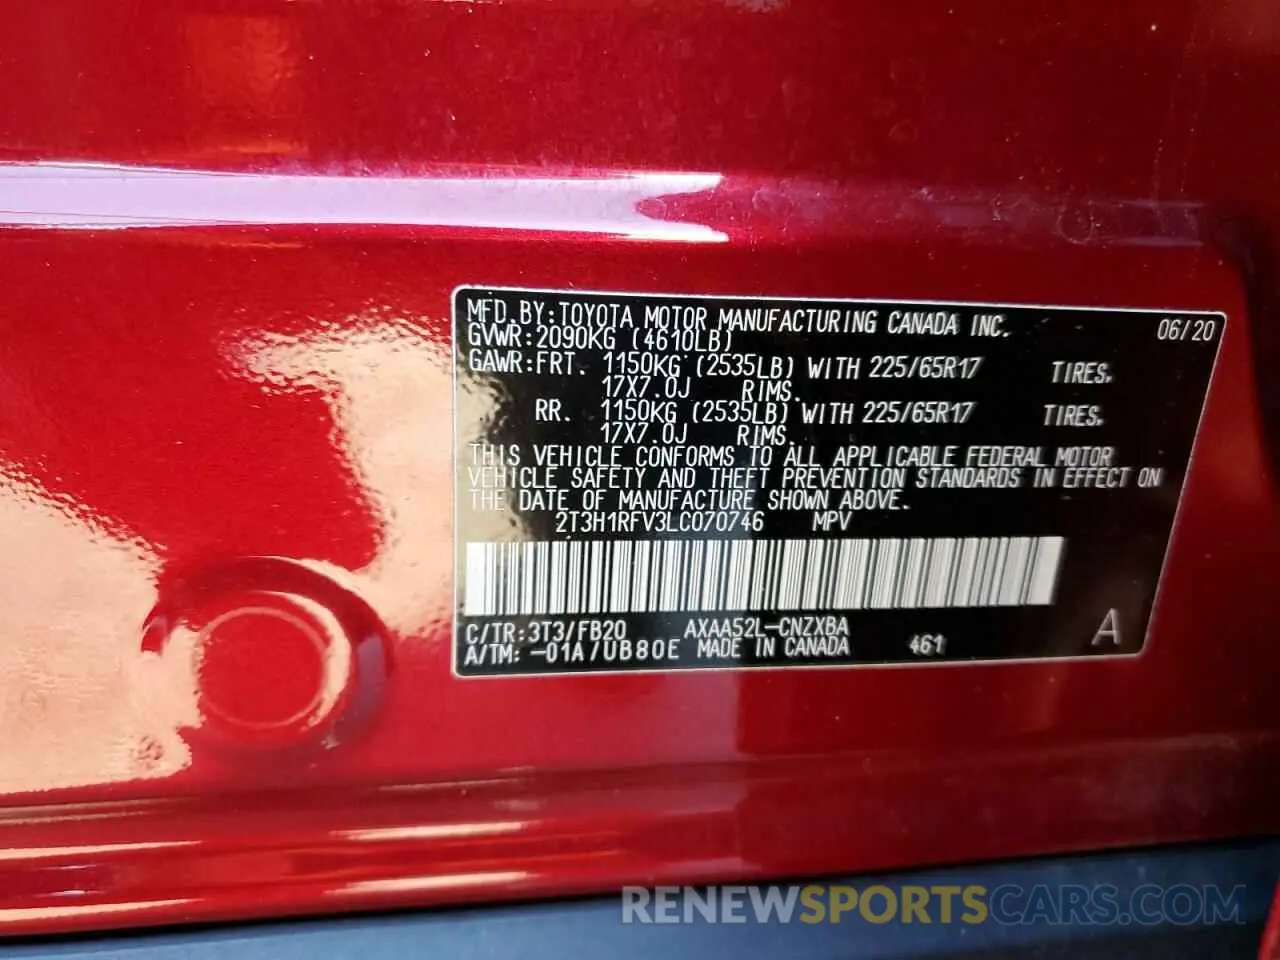 MFD.BY:TOYOTA MOTOR MANUFACTURING CANADA INC. 06/20
GVWR:2090KG (4610LB)
GAWR:FRT. 1150KG (2535LB) WITH 225/65R17 TIRES.
17X7.0J RIMS.
RR. 1150KG (2535LB) WITH 225/65R17 TIRES.
17X7.0J RIMS.
THIS VEHICLE CONFORMS TO ALL APPLICABLE FEDERAL MOTOR
VEHICLE SAFETY AND THEFT PREVENTION STANDARDS IN EFFECT ON
THE DATE OF MANUFACTURE SHOWN ABOVE.
2T3H1RFV3LC070746 MPV
C/TR:3T3/FB20 AXAA52L-CNZXBA
A/TM: -01A/UB80E MADE IN CANADA 461 A
RENEWSPORTSCARS.COM